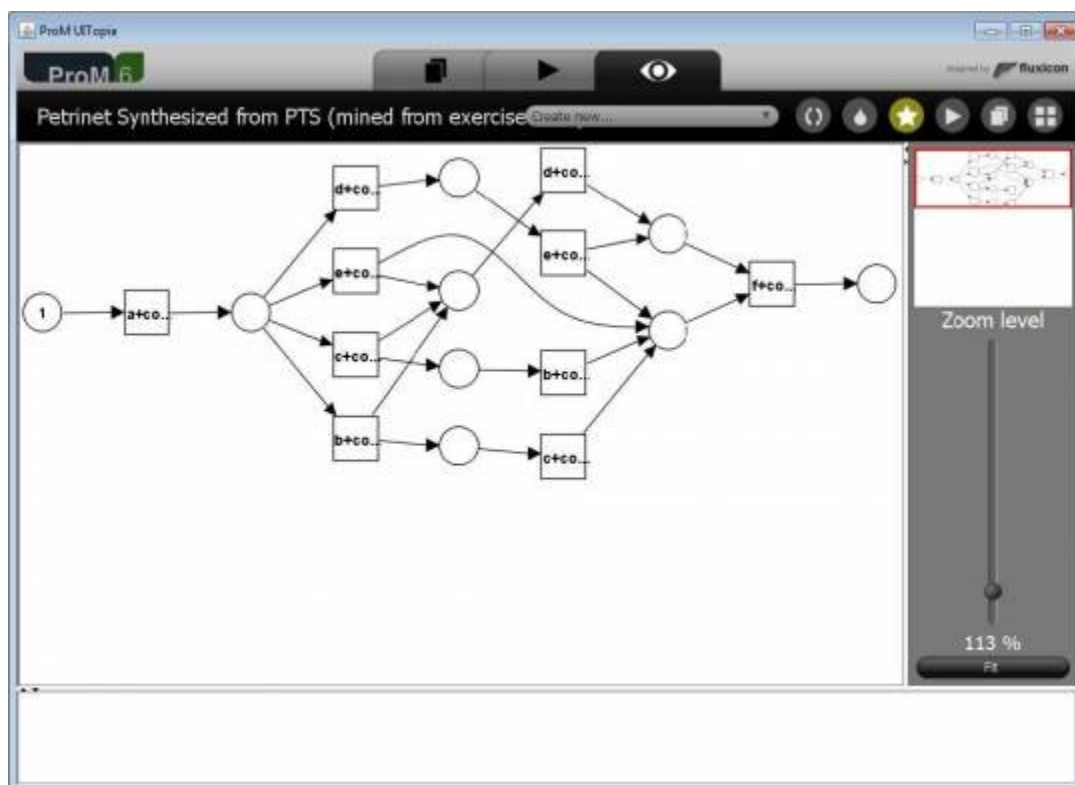 ProM UITopia
ProM 6
fluxicon
Petrinet Synthesized from PTS (mined from exercise
Create new...
d+co...
d+co...
e+co...
e+co...
f+co...
1
a+co...
c+co...
b+co...
b+co...
c+co...
Zoom level
113 %
Fit